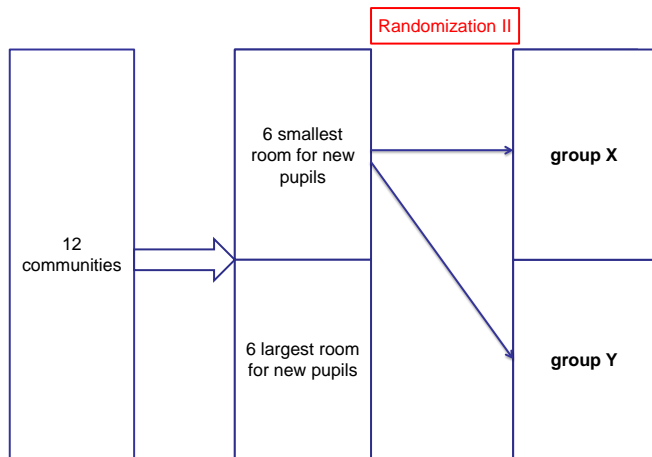 Randomization II
12
communities
6 smallest
room for new
pupils
6 largest room
for new pupils
group X
group Y